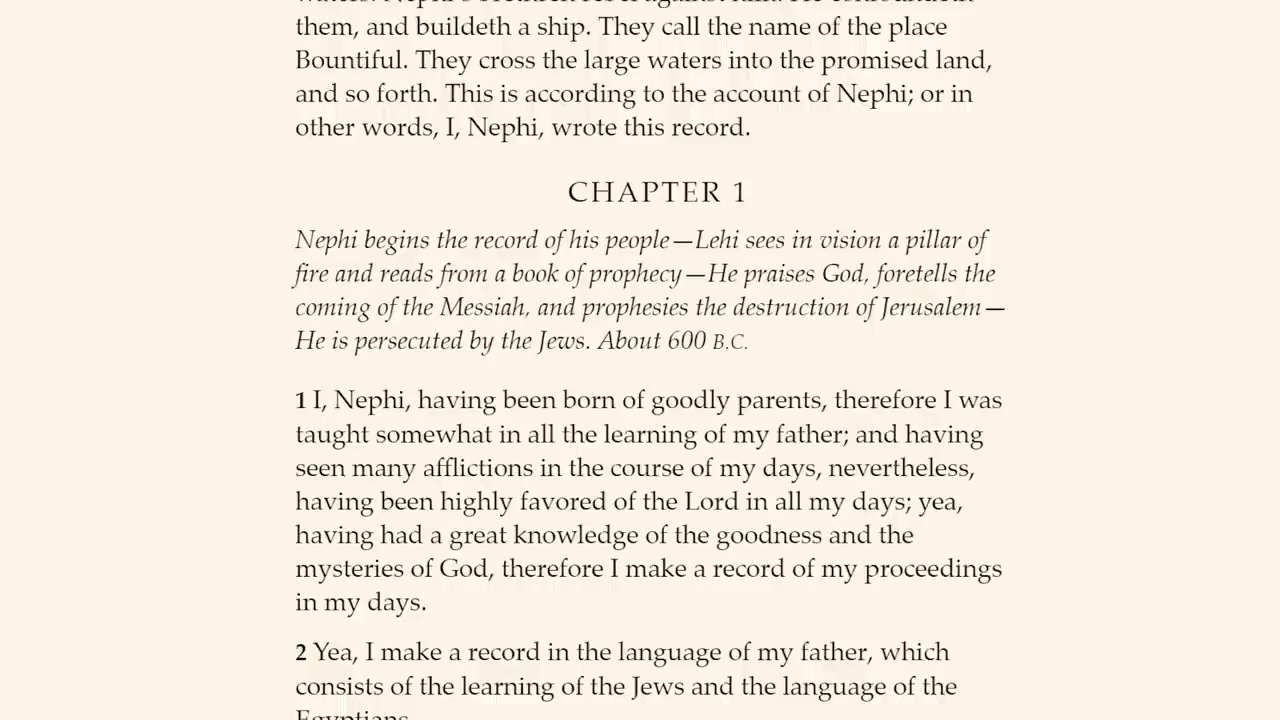 them, and buildeth a ship. They call the name of the place
Bountiful. They cross the large waters into the promised land,
and so forth. This is according to the account of Nephi; or in
other words, I, Nephi, wrote this record.
CHAPTER 1
Nephi begins the record of his people—Lehi sees in vision a pillar of
fire and reads from a book of prophecy—He praises God, foretells the
coming of the Messiah, and prophesies the destruction of Jerusalem—
He is persecuted by the Jews. About 600 B.C.
1 I, Nephi, having been born of goodly parents, therefore I was
taught somewhat in all the learning of my father; and having
seen many afflictions in the course of my days, nevertheless,
having been highly favored of the Lord in all my days; yea,
having had a great knowledge of the goodness and the
mysteries of God, therefore I make a record of my proceedings
in my days.
2 Yea, I make a record in the language of my father, which
consists of the learning of the Jews and the language of the
Egyptians.